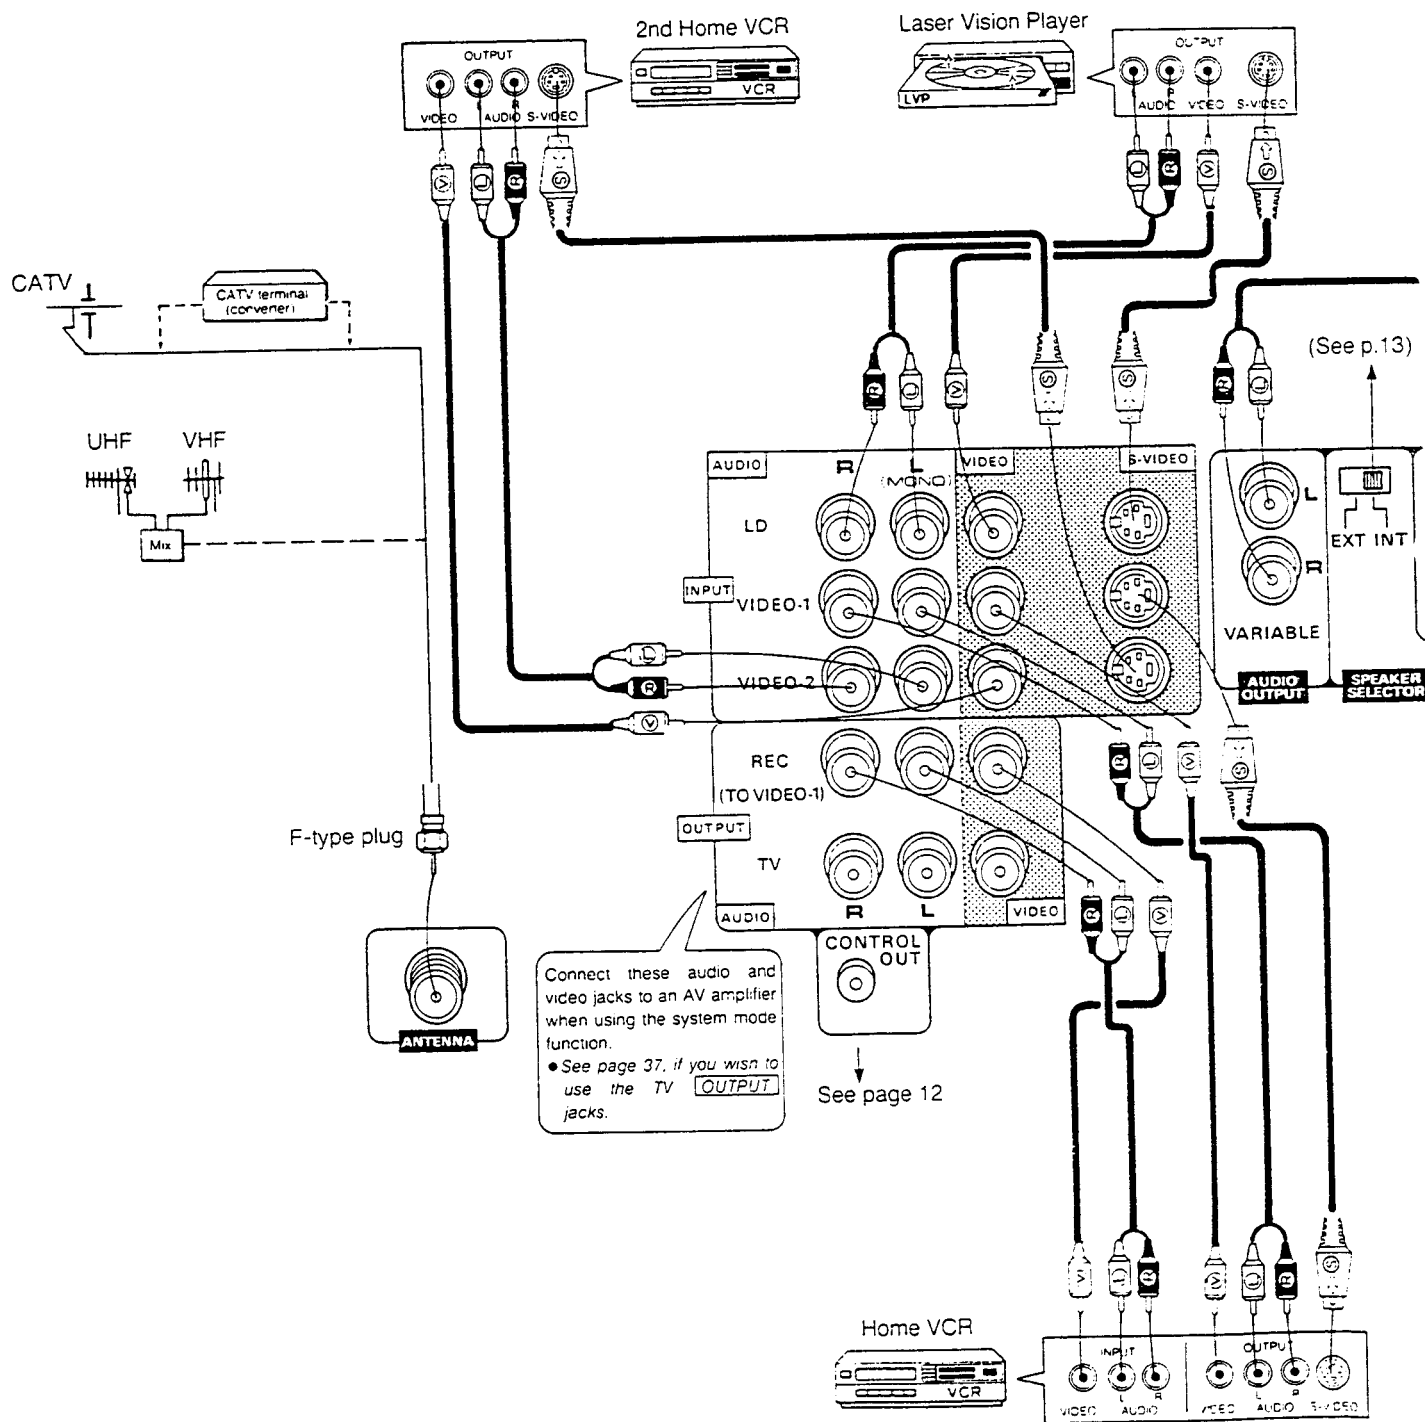 2nd Home VCR
OUTPUT
VIDEO
L
R
AUDIO
S-VIDEO
VCR
V
L
R
S
Laser Vision Player
LVP
OUTPUT
R
AUDIO
VIDEO
S-VIDEO
L
R
V
S
CATV
CATV terminal
(converter)
UHF
VHF
Mix
F-type plug
ANTENNA
R
L
V
S
S
R
L
(See p.13)
AUDIO
R
L
(MONO)
VIDEO
S-VIDEO
LD
INPUT
VIDEO-1
VIDEO-2
L
R
V
L
R
VARIABLE
AUDIO
OUTPUT
EXT INT
SPEAKER
SELECTOR
REC
(TO VIDEO-1)
OUTPUT
TV
AUDIO
R
L
VIDEO
R
L
V
S
R
L
V
CONTROL
OUT
See page 12
Connect these audio and
video jacks to an AV amplifier
when using the system mode
function.
● See page 37, if you wish to
use the TV OUTPUT
jacks.
V
L
R
V
L
R
S
Home VCR
VCR
INPUT
VIDEO
L
R
AUDIO
OUTPUT
VIDEO
L
R
AUDIO
S-VIDEO